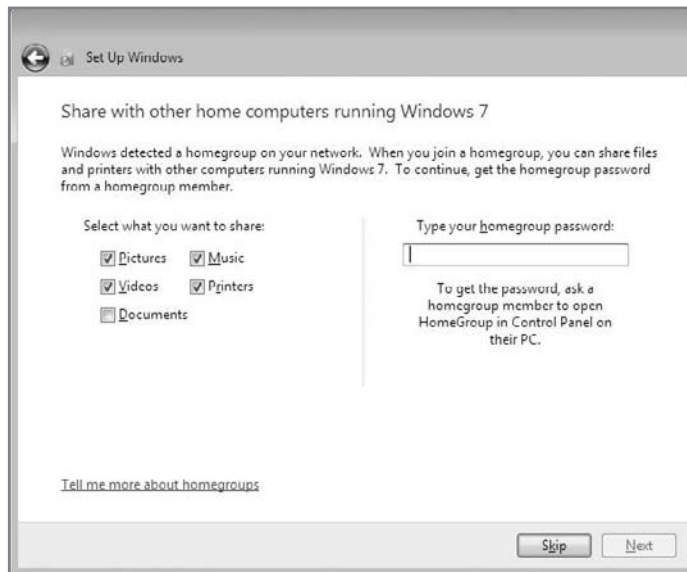 Set Up Windows
Share with other home computers running Windows 7
Windows detected a homegroup on your network. When you join a homegroup, you can share files
and printers with other computers running Windows 7. To continue, get the homegroup password
from a homegroup member.
Select what you want to share:
Pictures Music
Videos Printers
Documents
Type your homegroup password:
To get the password, ask a
homegroup member to open
HomeGroup in Control Panel on
their PC.
Tell me more about homegroups
Skip Next